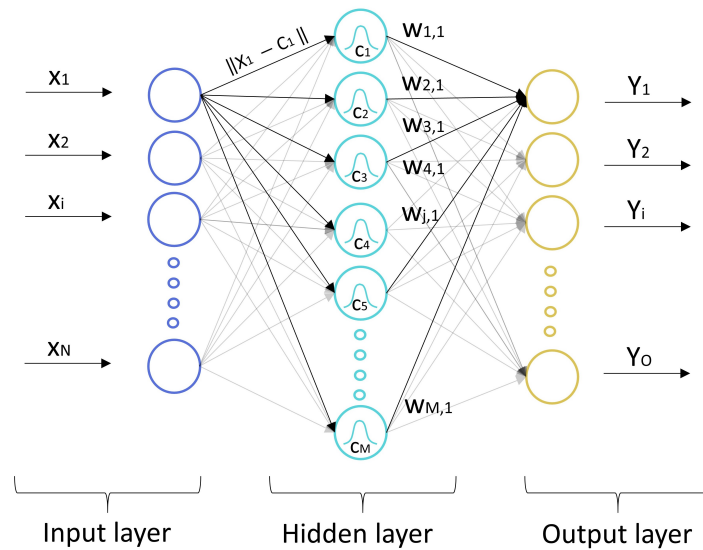 x1
x2
xi
xN
‖x1 − c1‖
c1
c2
c3
c4
c5
cM
w1,1
w2,1
w3,1
w4,1
wj,1
wM,1
Y1
Y2
Yi
YO
Input layer
Hidden layer
Output layer